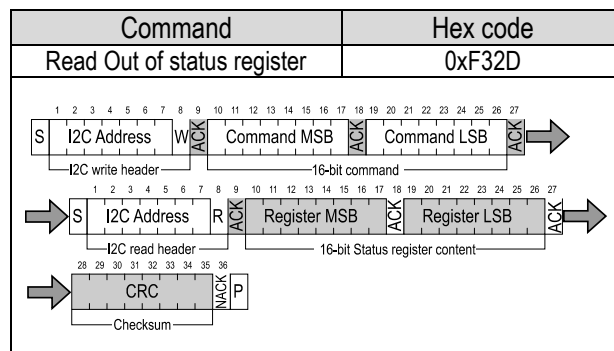 Command Hex code
Read Out of status register 0xF32D
1 2 3 4 5 6 7 8 9 10 11 12 13 14 15 16 17 18 19 20 21 22 23 24 25 26 27
S I2C Address W ACK Command MSB ACK Command LSB ACK
I2C write header 16-bit command
1 2 3 4 5 6 7 8 9 10 11 12 13 14 15 16 17 18 19 20 21 22 23 24 25 26 27
S I2C Address R ACK Register MSB ACK Register LSB ACK
I2C read header 16-bit Status register content
28 29 30 31 32 33 34 35 36
CRC NACK P
Checksum